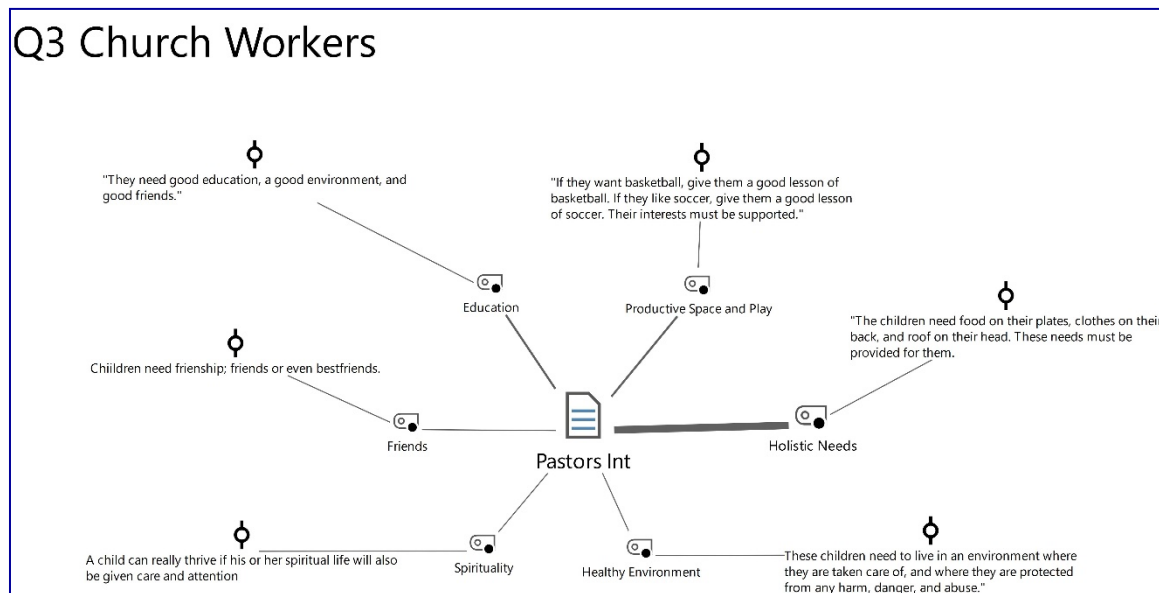 Q3 Church Workers
"They need good education, a good environment, and
good friends."
"If they want basketball, give them a good lesson of
basketball. If they like soccer, give them a good lesson
of soccer. Their interests must be supported."
Education
Productive Space and Play
"The children need food on their plates, clothes on their
back, and roof on their head. These needs must be
provided for them.
Chiildren need frienship; friends or even bestfriends.
Friends
Holistic Needs
Pastors Int
A child can really thrive if his or her spiritual life will also
be given care and attention
Spirituality
Healthy Environment
These children need to live in an environment where
they are taken care of, and where they are protected
from any harm, danger, and abuse."